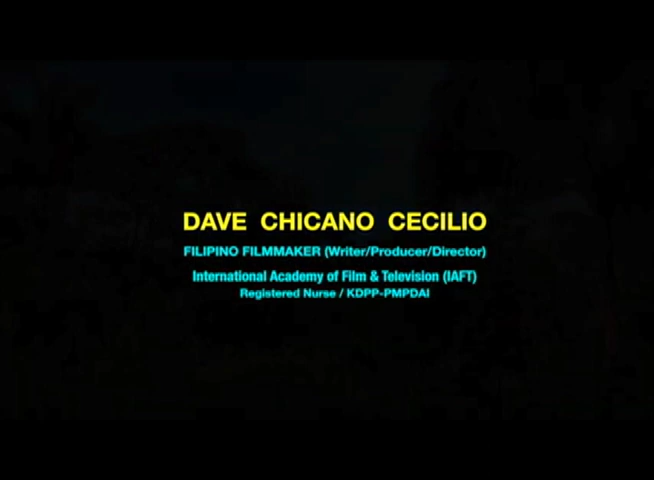 DAVE CHICANO CECILIO
FILIPINO FILMMAKER (Writer/Producer/Director)
International Academy of Film & Television (IAFT)
Registered Nurse / KDPP-PMPDAI